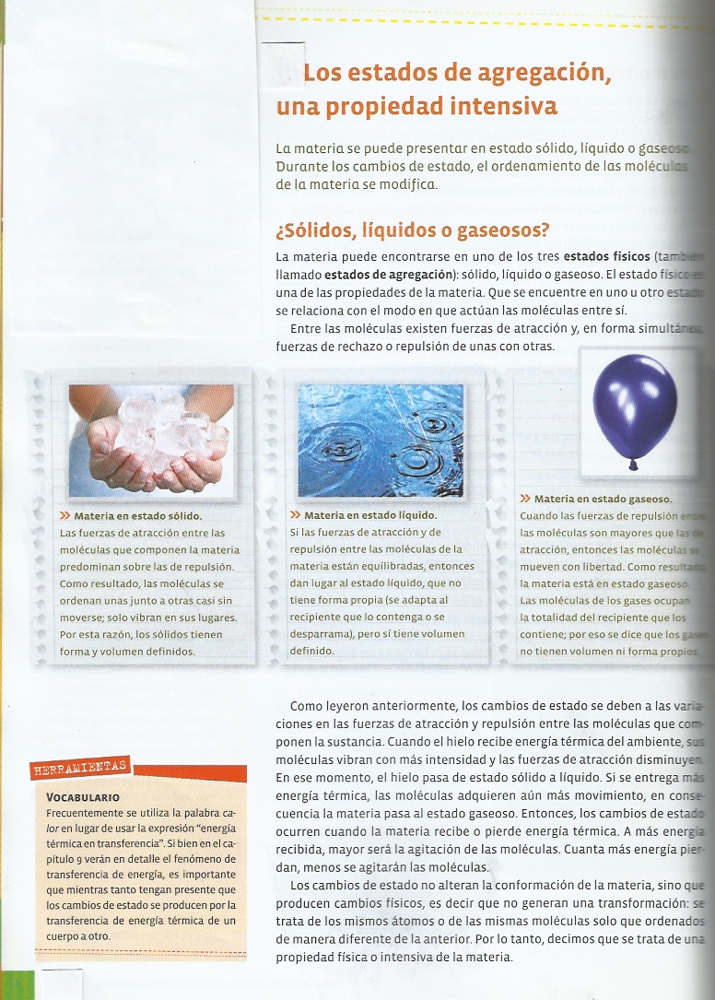 Los estados de agregación,
una propiedad intensiva
La materia se puede presentar en estado sólido, líquido o gaseoso.
Durante los cambios de estado, el ordenamiento de las moléculas
de la materia se modifica.
¿Sólidos, líquidos o gaseosos?
La materia puede encontrarse en uno de los tres estados físicos (también
llamado estados de agregación): sólido, líquido o gaseoso. El estado físico es
una de las propiedades de la materia. Que se encuentre en uno u otro estado
se relaciona con el modo en que actúan las moléculas entre sí.
Entre las moléculas existen fuerzas de atracción y, en forma simultánea,
fuerzas de rechazo o repulsión de unas con otras.
» Materia en estado sólido.
Las fuerzas de atracción entre las
moléculas que componen la materia
predominan sobre las de repulsión.
Como resultado, las moléculas se
ordenan unas junto a otras casi sin
moverse; solo vibran en sus lugares.
Por esta razón, los sólidos tienen
forma y volumen definidos.
» Materia en estado líquido.
Si las fuerzas de atracción y de
repulsión entre las moléculas de la
materia están equilibradas, entonces
dan lugar al estado líquido, que no
tiene forma propia (se adapta al
recipiente que lo contenga o se
desparrama), pero sí tiene volumen
definido.
» Materia en estado gaseoso.
Cuando las fuerzas de repulsión entre
las moléculas son mayores que las de
atracción, entonces las moléculas se
mueven con libertad. Como resultado,
la materia está en estado gaseoso.
Las moléculas de los gases ocupan
la totalidad del recipiente que los
contiene; por eso se dice que los gases
no tienen volumen ni forma propios.
Como leyeron anteriormente, los cambios de estado se deben a las varia-
ciones en las fuerzas de atracción y repulsión entre las moléculas que com-
ponen la sustancia. Cuando el hielo recibe energía térmica del ambiente, sus
moléculas vibran con más intensidad y las fuerzas de atracción disminuyen.
En ese momento, el hielo pasa de estado sólido a líquido. Si se entrega más
energía térmica, las moléculas adquieren aún más movimiento, en conse-
cuencia la materia pasa al estado gaseoso. Entonces, los cambios de estado
ocurren cuando la materia recibe o pierde energía térmica. A más energía
recibida, mayor será la agitación de las moléculas. Cuanta más energía pier-
dan, menos se agitarán las moléculas.
Los cambios de estado no alteran la conformación de la materia, sino que
producen cambios físicos, es decir que no generan una transformación: se
trata de los mismos átomos o de las mismas moléculas solo que ordenados
de manera diferente de la anterior. Por lo tanto, decimos que se trata de una
propiedad física o intensiva de la materia.
HERRAMIENTAS
VOCABULARIO
Frecuentemente se utiliza la palabra ca-
lor en lugar de usar la expresión “energía
térmica en transferencia”. Si bien en el ca-
pítulo 9 verán en detalle el fenómeno de
transferencia de energía, es importante
que mientras tanto tengan presente que
los cambios de estado se producen por la
transferencia de energía térmica de un
cuerpo a otro.